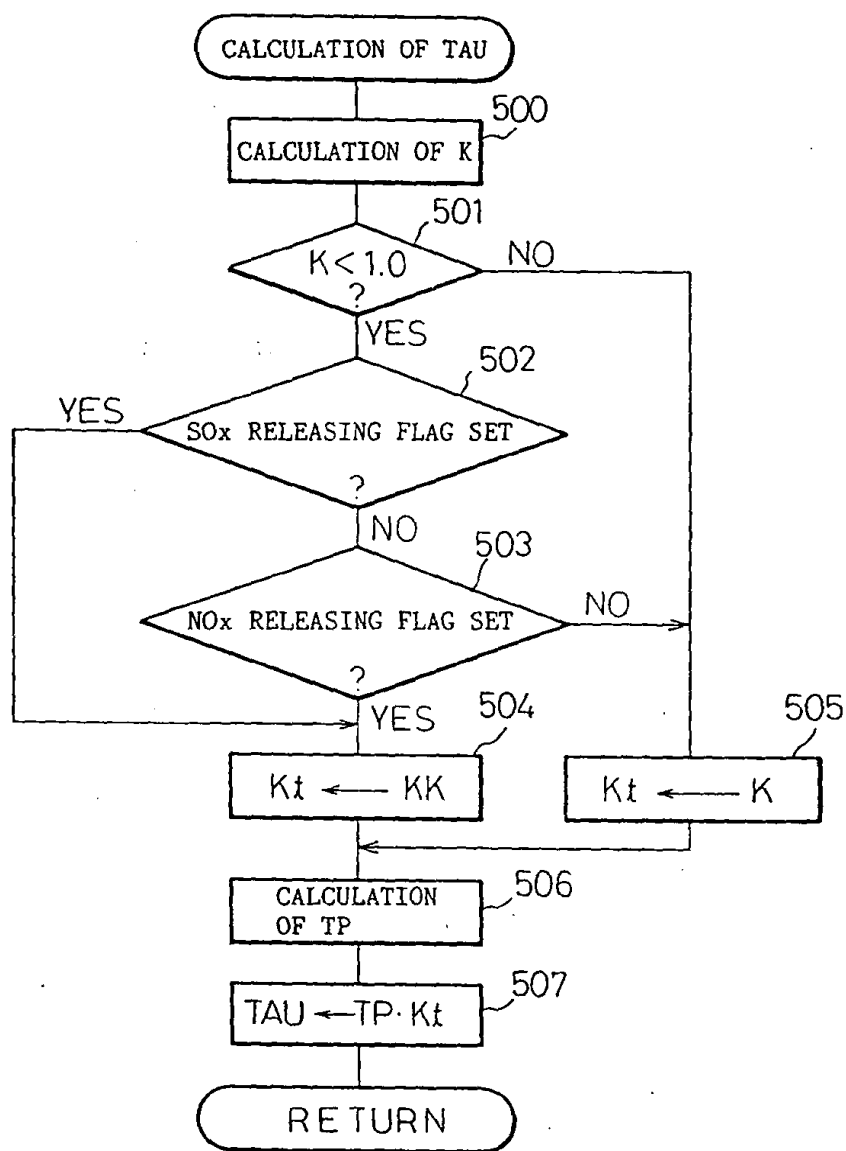 CALCULATION OF TAU
500
CALCULATION OF K
501
K < 1.0
?
NO
YES
502
YES
SOx RELEASING FLAG SET
?
NO
503
NOx RELEASING FLAG SET
NO
?
YES
504
505
Kt ← KK
Kt ← K
506
CALCULATION
OF TP
507
TAU ← TP · Kt
RETURN